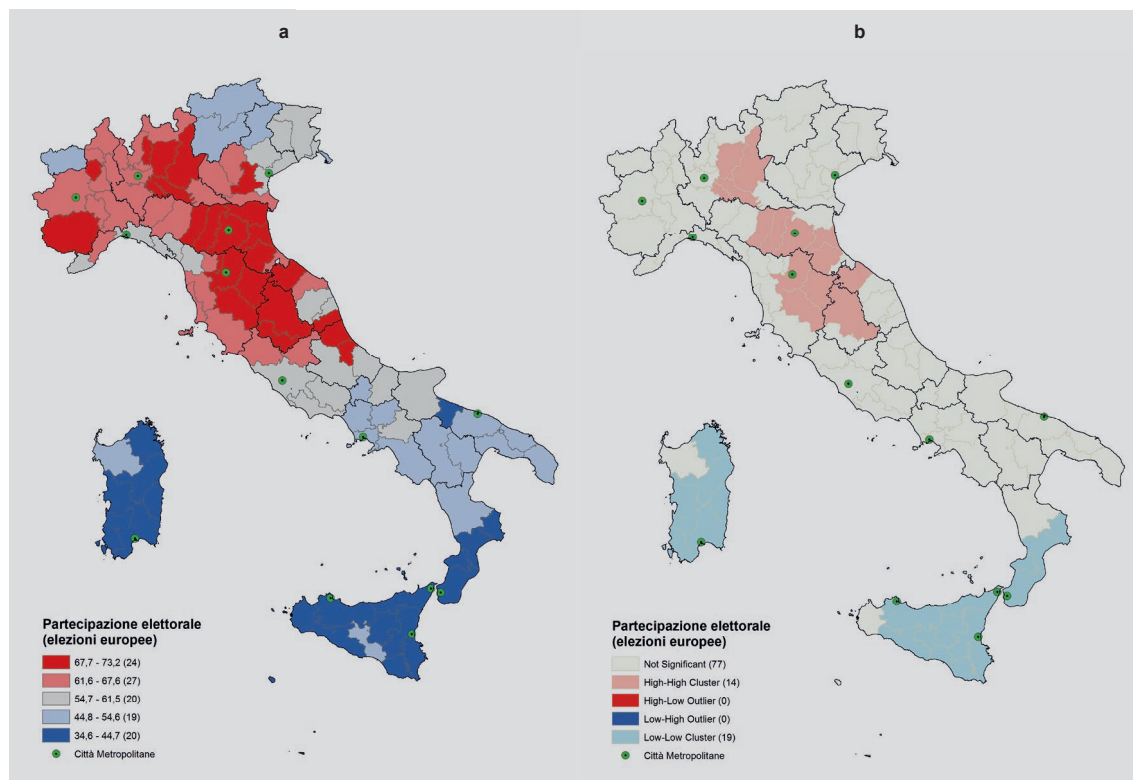 a
b
Partecipazione elettorale
(elezioni europee)
67,7 - 73,2 (24)
61,6 - 67,6 (27)
54,7 - 61,5 (20)
44,8 - 54,6 (19)
34,6 - 44,7 (20)
Città Metropolitane
Partecipazione elettorale
(elezioni europee)
Not Significant (77)
High-High Cluster (14)
High-Low Outlier (0)
Low-High Outlier (0)
Low-Low Cluster (19)
Città Metropolitane